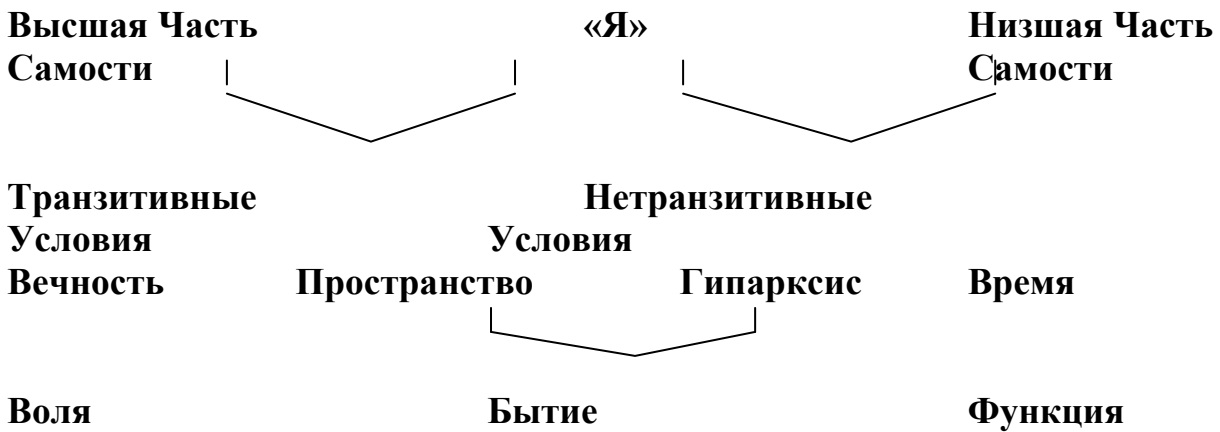 Высшая Часть «Я» Низшая Часть
Самости Самости
Транзитивные Нетранзитивные
Условия Условия
Вечность Пространство Гипарксис Время
Воля Бытие Функция